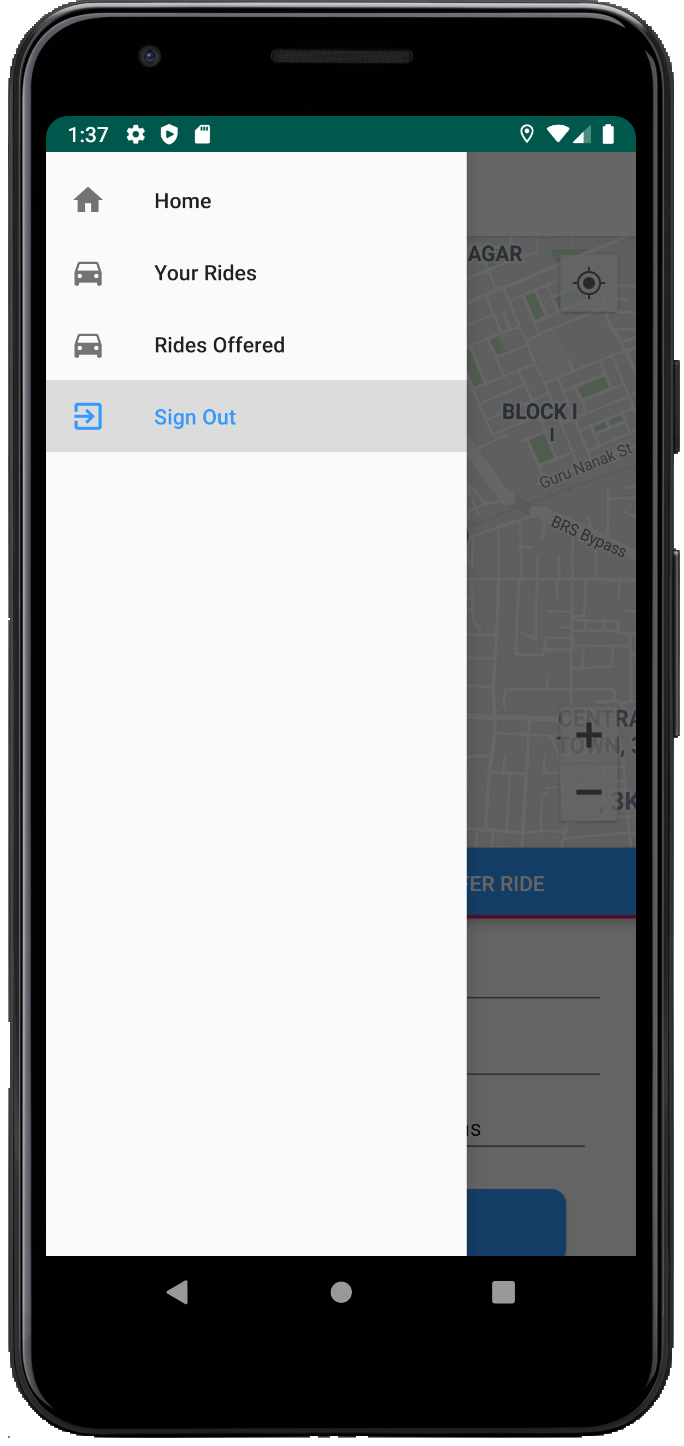 1:37
Home
Your Rides
Rides Offered
Sign Out
AGAR
BLOCK I
I
Guru Nanak St
BRS Bypass
CENTRA
TOWN, 3
+
−
, 3K
FER RIDE
ns